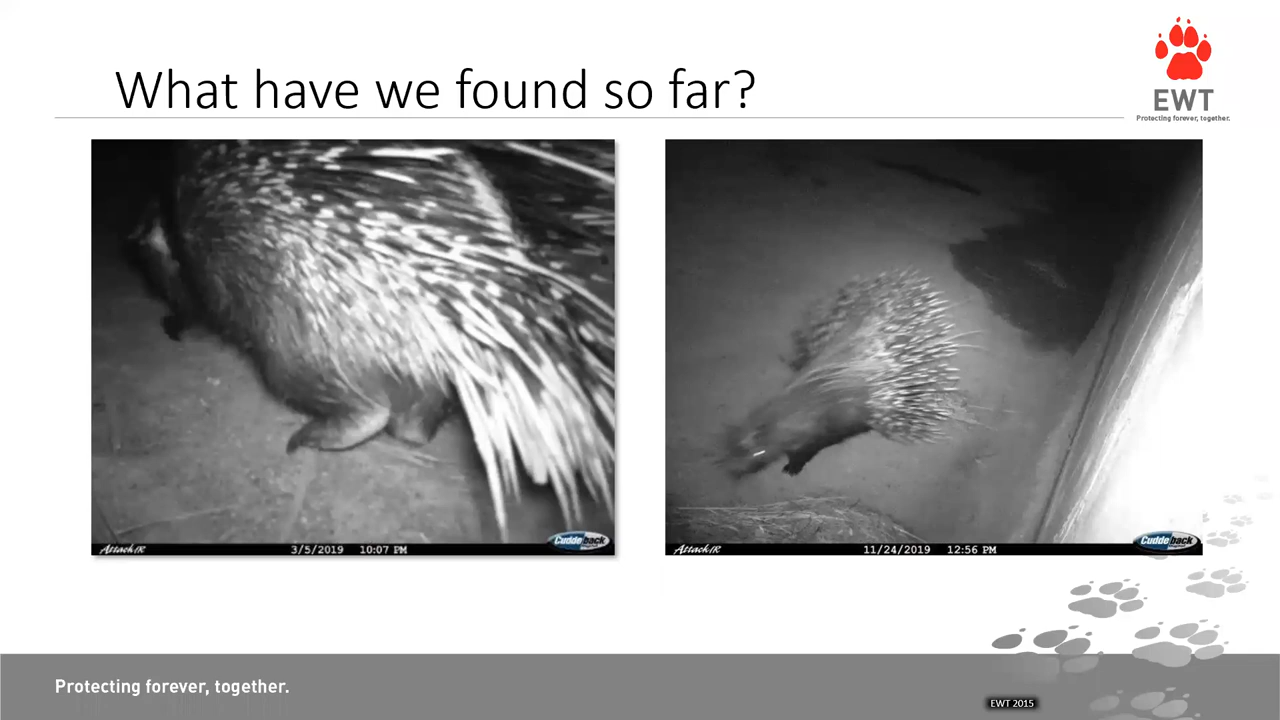 What have we found so far?
EWT
Protecting forever, together.
Attack IR 3/5/2019 10:07 PM Cuddeback
Attack IR 11/24/2019 12:56 PM Cuddeback
Protecting forever, together.
EWT 2015